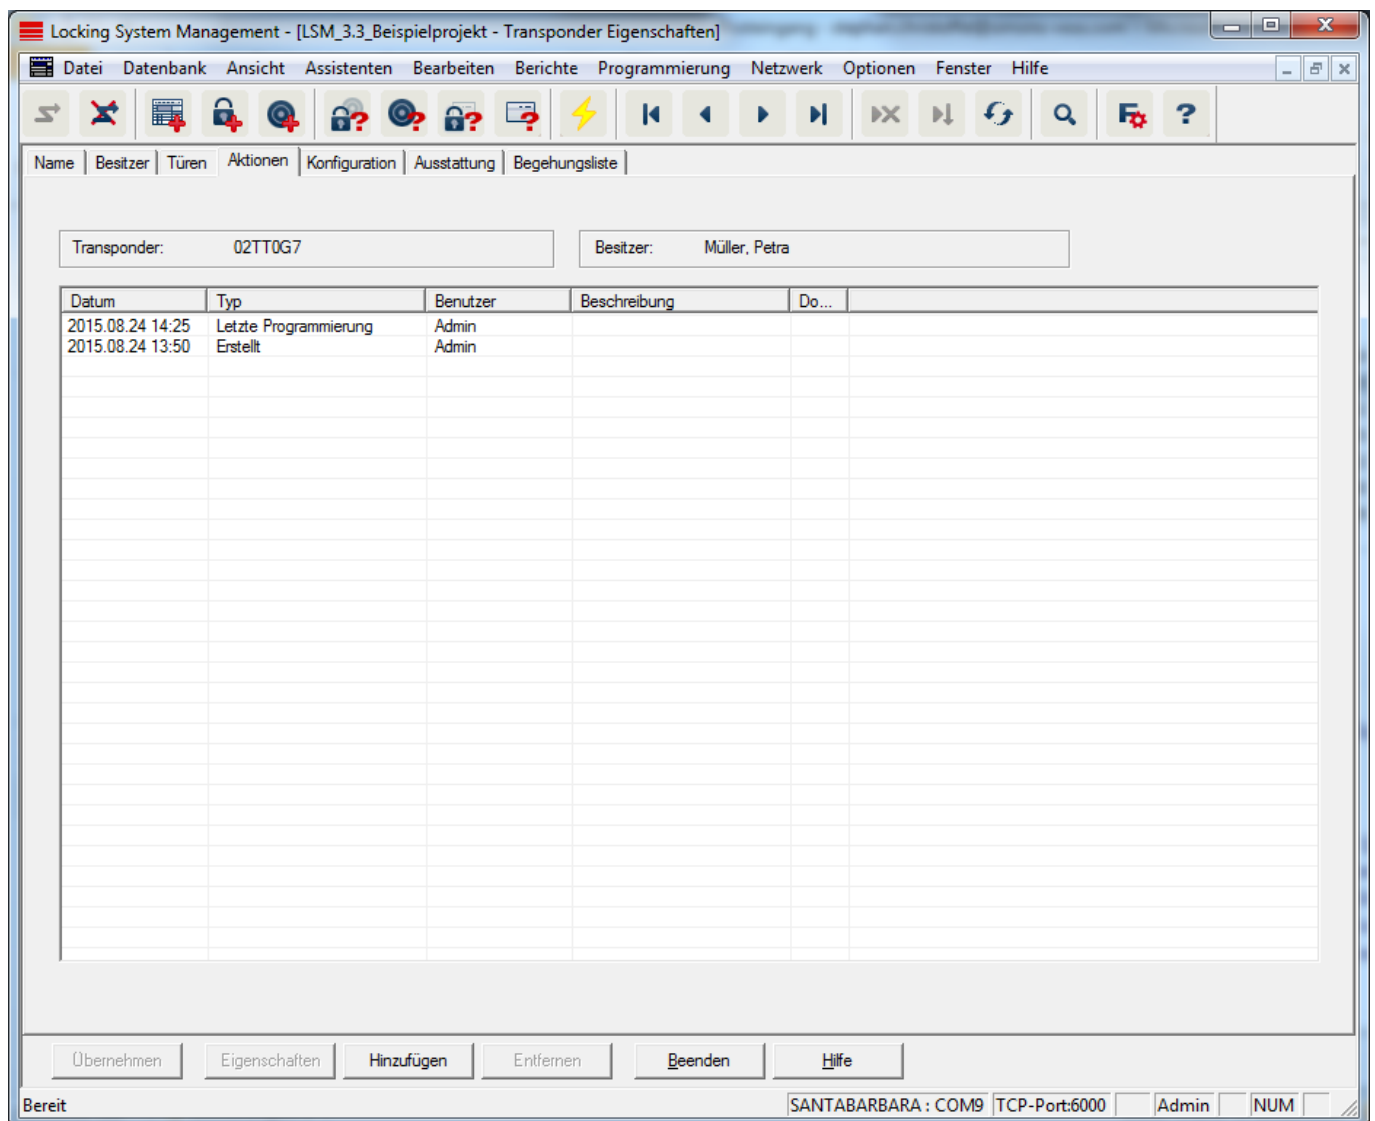 Locking System Management - [LSM_3.3_Beispielprojekt - Transponder Eigenschaften]
Datei Datenbank Ansicht Assistenten Bearbeiten Berichte Programmierung Netzwerk Optionen Fenster Hilfe
Name Besitzer Türen Aktionen Konfiguration Ausstattung Begehungsliste
Transponder: 02TT0G7 Besitzer: Müller, Petra
Datum Typ Benutzer Beschreibung Do...
2015.08.24 14:25 Letzte Programmierung Admin
2015.08.24 13:50 Erstellt Admin
Übernehmen Eigenschaften Hinzufügen Entfernen Beenden Hilfe
Bereit SANTABARBARA : COM9 TCP-Port:6000 Admin NUM